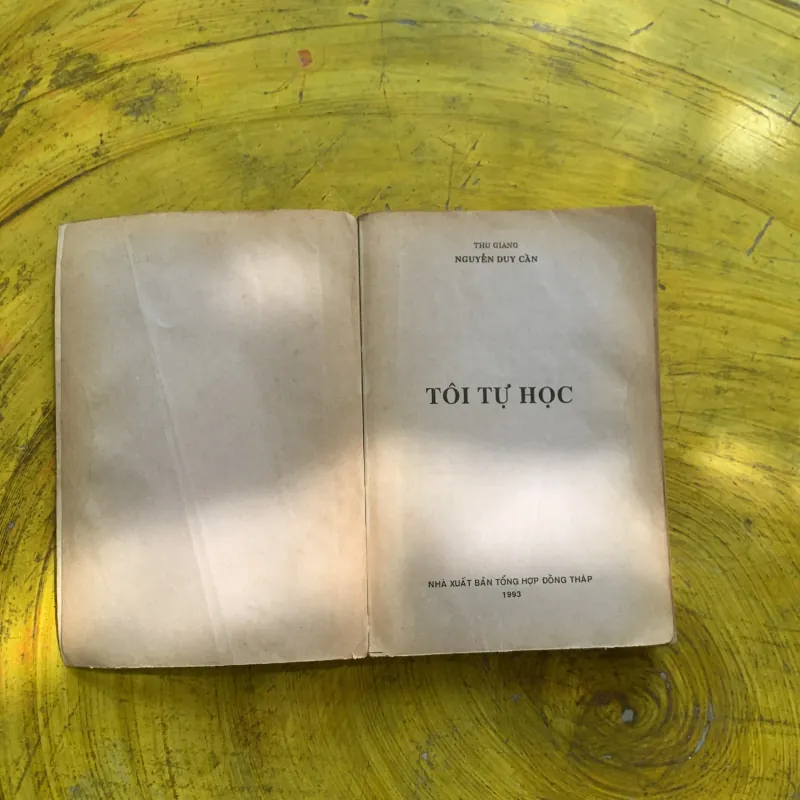 THU GIANG
NGUYỄN DUY CẦN
TÔI TỰ HỌC
NHÀ XUẤT BẢN TỔNG HỢP ĐỒNG THÁP
1993